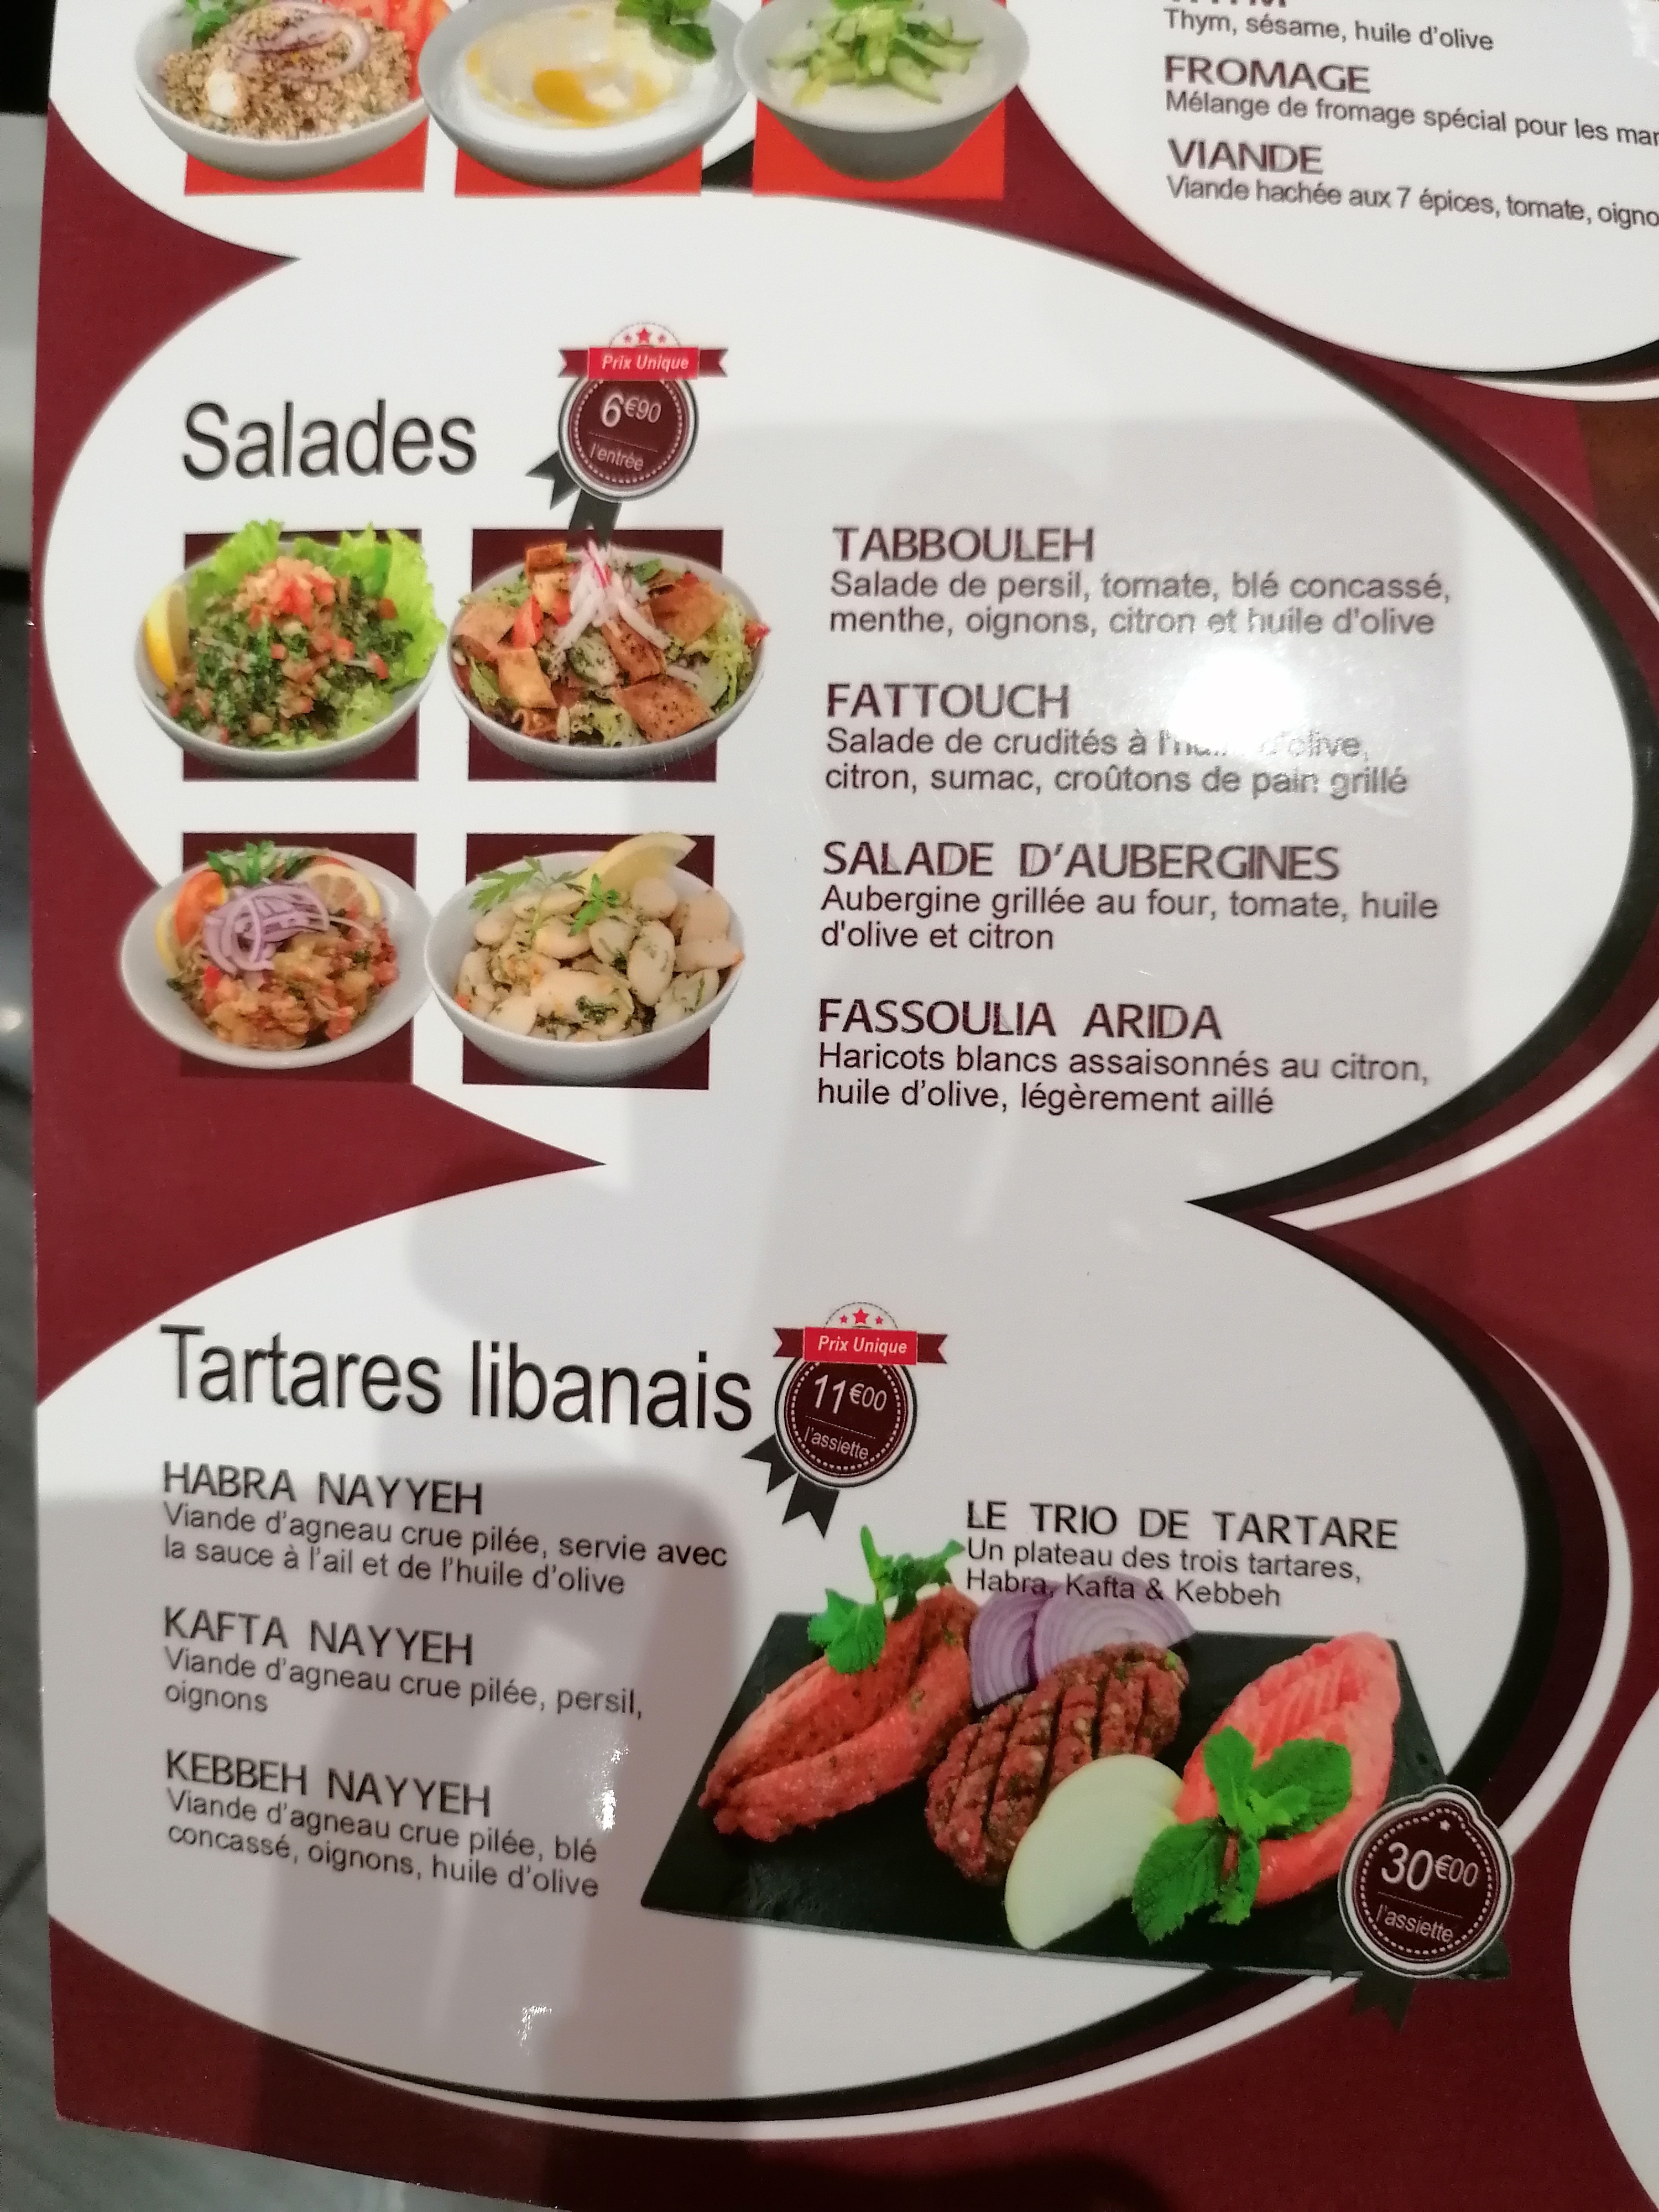 Thym, sésame, huile d'olive
FROMAGE
Mélange de fromage spécial pour les
VIANDE
Viande hachée aux 7 épices, tomate,
Salades
Prix Unique
6€90
l'entrée
TABBOULEH
Salade de persil, tomate, blé concassé,
menthe, oignons, citron et huile d'olive
FATTOUCH
Salade de crudités à d'olive,
citron, sumac, croûtons de pain grillé
SALADE D'AUBERGINES
Aubergine grillée au four, tomate, huile
d'olive et citron
FASSOULIA ARIDA
Haricots blancs assaisonnés au citron,
huile d'olive, légèrement aillé
Tartares libanais
Prix Unique
11€00
l'assiette
HABRA NAYYEH
Viande d'agneau crue pilée, servie avec
la sauce à l'ail et de l'huile d'olive
KAFTA NAYYEH
Viande d'agneau crue pilée, persil,
oignons
KEBBEH NAYYEH
Viande d'agneau crue pilée, blé
concassé, oignons, huile d'olive
LE TRIO DE TARTARE
Un plateau des trois tartares,
Habra, Kafta & Kebbeh
30€00
l'assiette